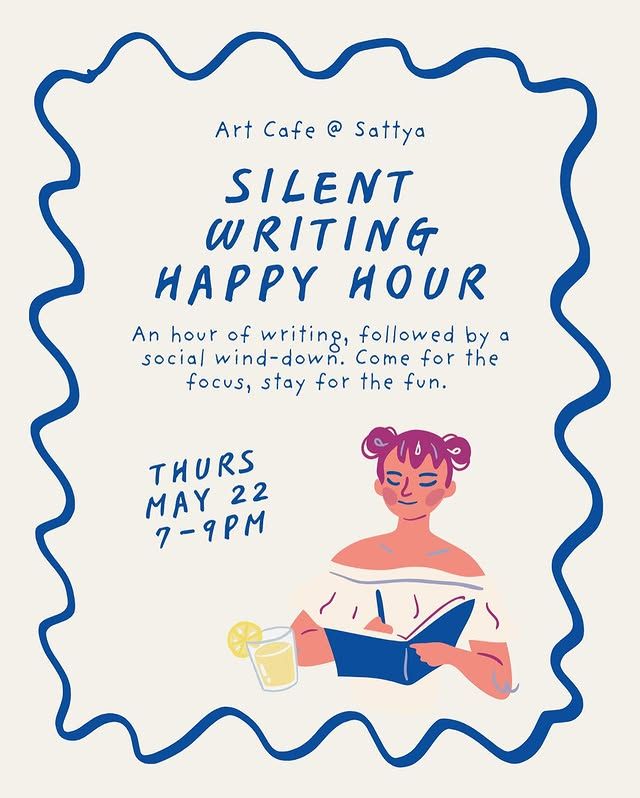 Art Cafe @ Sattya
SILENT
WRITING
HAPPY HOUR
An hour of writing, followed by a
social wind-down. Come for the
focus, stay for the fun.
THURS
MAY 22
7-9PM